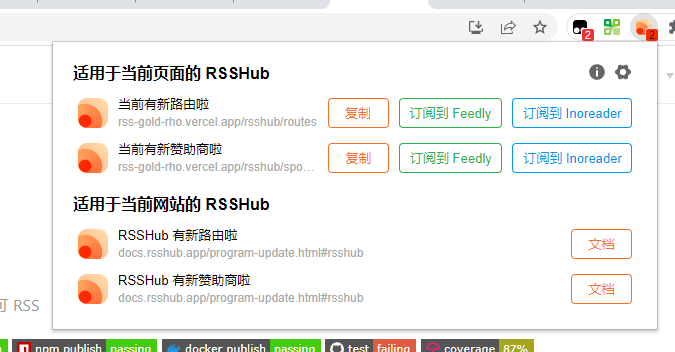 2
2
适用于当前页面的 RSSHub
当前有新路由啦
rss-gold-rho.vercel.app/rsshub/routes
复制
订阅到 Feedly
订阅到 Inoreader
当前有新赞助商啦
rss-gold-rho.vercel.app/rsshub/spo...
复制
订阅到 Feedly
订阅到 Inoreader
适用于当前网站的 RSSHub
RSSHub 有新路由啦
docs.rsshub.app/program-update.html#rsshub
文档
RSSHub 有新赞助商啦
docs.rsshub.app/program-update.html#rsshub
文档
可 RSS
npm publish passing
docker publish passing
test failing
coverage 87%